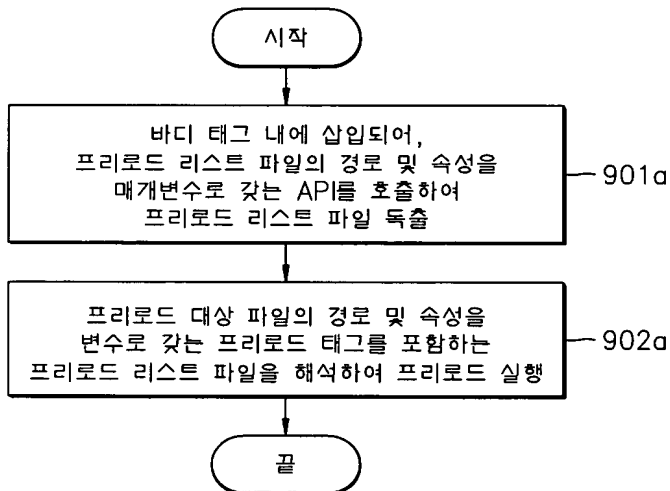 시작
바디 태그 내에 삽입되어,
프리로드 리스트 파일의 경로 및 속성을
매개변수로 갖는 API를 호출하여
프리로드 리스트 파일 독출
901a
프리로드 대상 파일의 경로 및 속성을
변수로 갖는 프리로드 태그를 포함하는
프리로드 리스트 파일을 해석하여 프리로드 실행
902a
끝